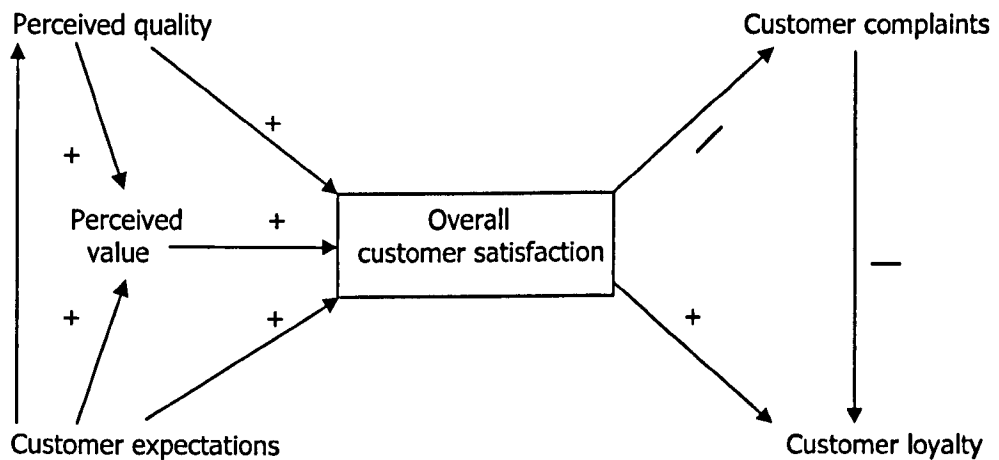 Perceived quality
Customer complaints
+
+
Perceived
value
+
Overall
customer satisfaction
+
+
+
Customer expectations
Customer loyalty